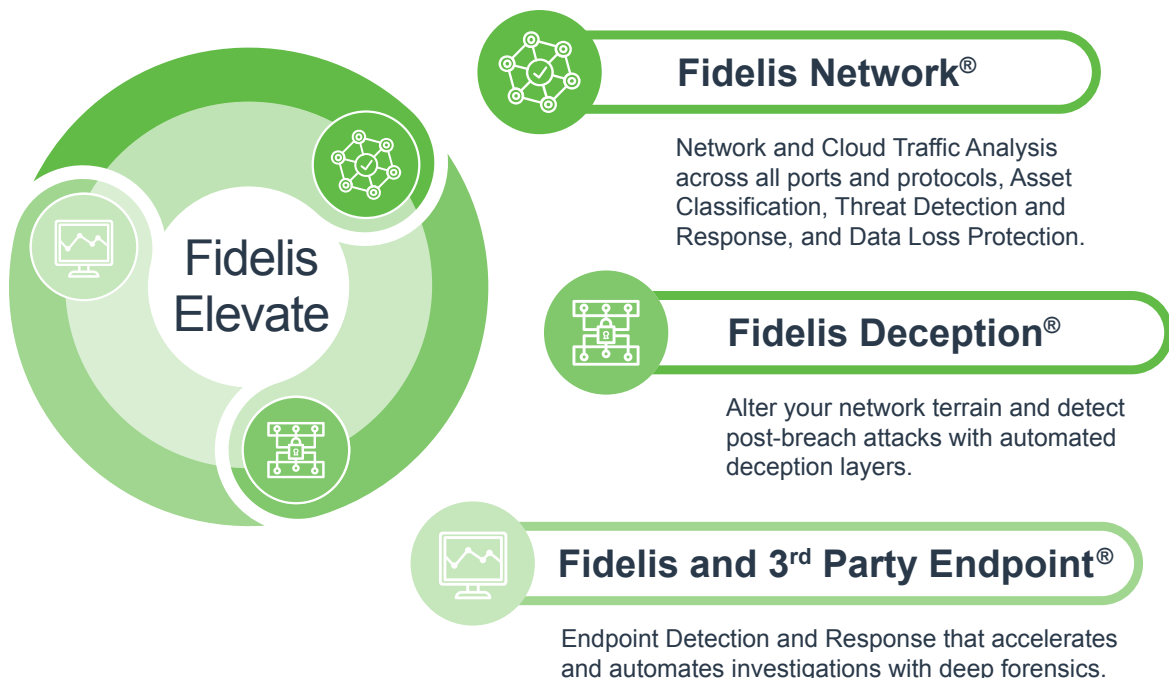 Fidelis
Elevate
Fidelis Network®
Network and Cloud Traffic Analysis
across all ports and protocols, Asset
Classification, Threat Detection and
Response, and Data Loss Protection.
Fidelis Deception®
Alter your network terrain and detect
post-breach attacks with automated
deception layers.
Fidelis and 3rd Party Endpoint®
Endpoint Detection and Response that accelerates
and automates investigations with deep forensics.